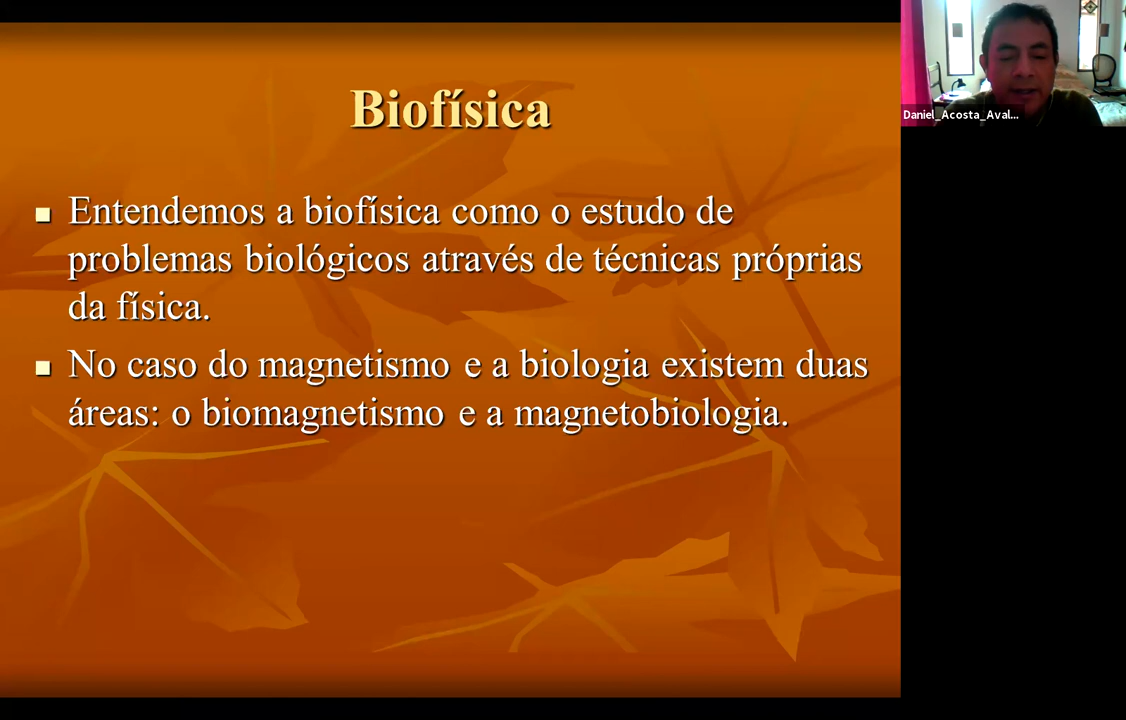 Biofísica
Entendemos a biofísica como o estudo de
problemas biológicos através de técnicas próprias
da física.
No caso do magnetismo e a biologia existem duas
áreas: o biomagnetismo e a magnetobiologia.
Daniel_Acosta_Aval...